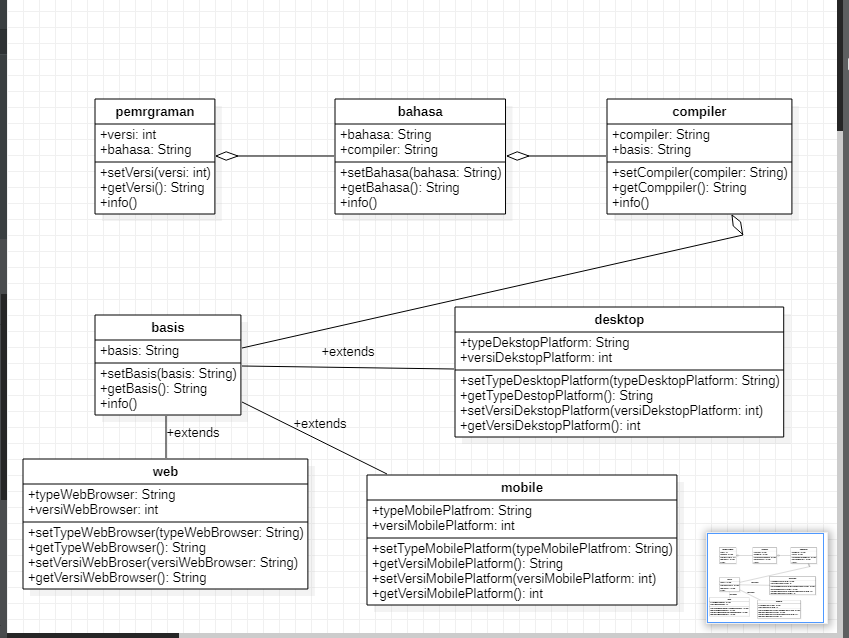 pemrgraman
+versi: int
+bahasa: String
+setVersi(versi: int)
+getVersi(): String
+info()
bahasa
+bahasa: String
+compiler: String
+setBahasa(bahasa: String)
+getBahasa(): String
+info()
compiler
+compiler: String
+basis: String
+setCompiler(compiler: String)
+getComppiler(): String
+info()
basis
+basis: String
+setBasis(basis: String)
+getBasis(): String
+info()
+extends
desktop
+typeDekstopPlatform: String
+versiDekstopPlatform: int
+setTypeDesktopPlatform(typeDesktopPlatform: String)
+getTypeDestopPlatform(): String
+setVersiDekstopPlatform(versiDekstopPlatform: int)
+getVersiDekstopPlatform(): int
+extends
+extends
web
+typeWebBrowser: String
+versiWebBrowser: int
+setTypeWebBrowser(typeWebBrowser: String)
+getTypeWebBrowser(): String
+setVersiWebBroser(versiWebBrowser: String)
+getVersiWebBrowser(): String
mobile
+typeMobilePlatfrom: String
+versiMobilePlatform: int
+setTypeMobilePlatform(typeMobilePlatfrom: String)
+getVersiMobilePlatform(): String
+setVersiMobilePlatform(versiMobilePlatform: int)
+getVersiMobilePlatform(): int